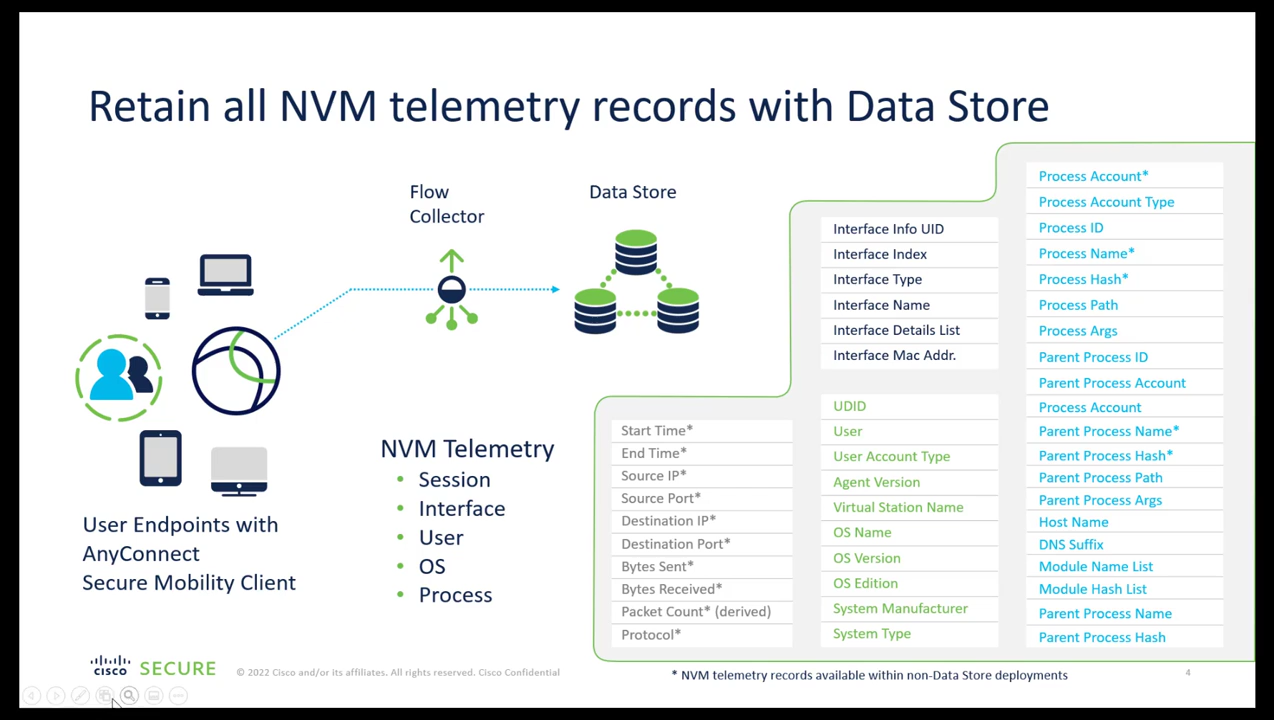 Retain all NVM telemetry records with Data Store
Flow
Collector
Data Store
User Endpoints with
AnyConnect
Secure Mobility Client
NVM Telemetry
• Session
• Interface
• User
• OS
• Process
Start Time*
End Time*
Source IP*
Source Port*
Destination IP*
Destination Port*
Bytes Sent*
Bytes Received*
Packet Count* (derived)
Protocol*
Interface Info UID
Interface Index
Interface Type
Interface Name
Interface Details List
Interface Mac Addr.
UDID
User
User Account Type
Agent Version
Virtual Station Name
OS Name
OS Version
OS Edition
System Manufacturer
System Type
Process Account*
Process Account Type
Process ID
Process Name*
Process Hash*
Process Path
Process Args
Parent Process ID
Parent Process Account
Process Account
Parent Process Name*
Parent Process Hash*
Parent Process Path
Parent Process Args
Host Name
DNS Suffix
Module Name List
Module Hash List
Parent Process Name
Parent Process Hash
CISCO SECURE
© 2022 Cisco and/or its affiliates. All rights reserved. Cisco Confidential
* NVM telemetry records available within non-Data Store deployments
4